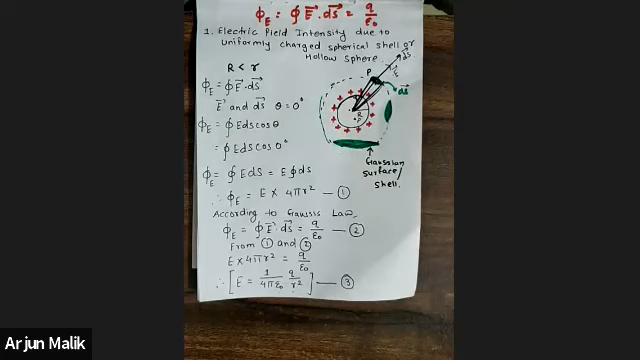 ϕE = ∮ E⃗ . ds⃗ = q/ε0
1. Electric Field Intensity due to
uniformly charged spherical shell or
Hollow sphere.
R < r
ϕE = ∮ E⃗ . ds⃗
E⃗ and ds⃗ θ = 0°
ϕE = ∮ Eds cosθ
= ∮ Eds cos 0°
ϕE = ∮ Eds = E ∮ ds
∴ ϕE = E × 4πr² — ①
According to Gauss's Law,
ϕE = ∮ E⃗ . ds⃗ = q/ε0 — ②
From ① and ②
E × 4πr² = q/ε0
∴ [ E = 1/4πε0 q/r² ] — ③
P
E⃗
ds⃗
ds⃗
R
Gaussian
surface/
shell.
Arjun Malik